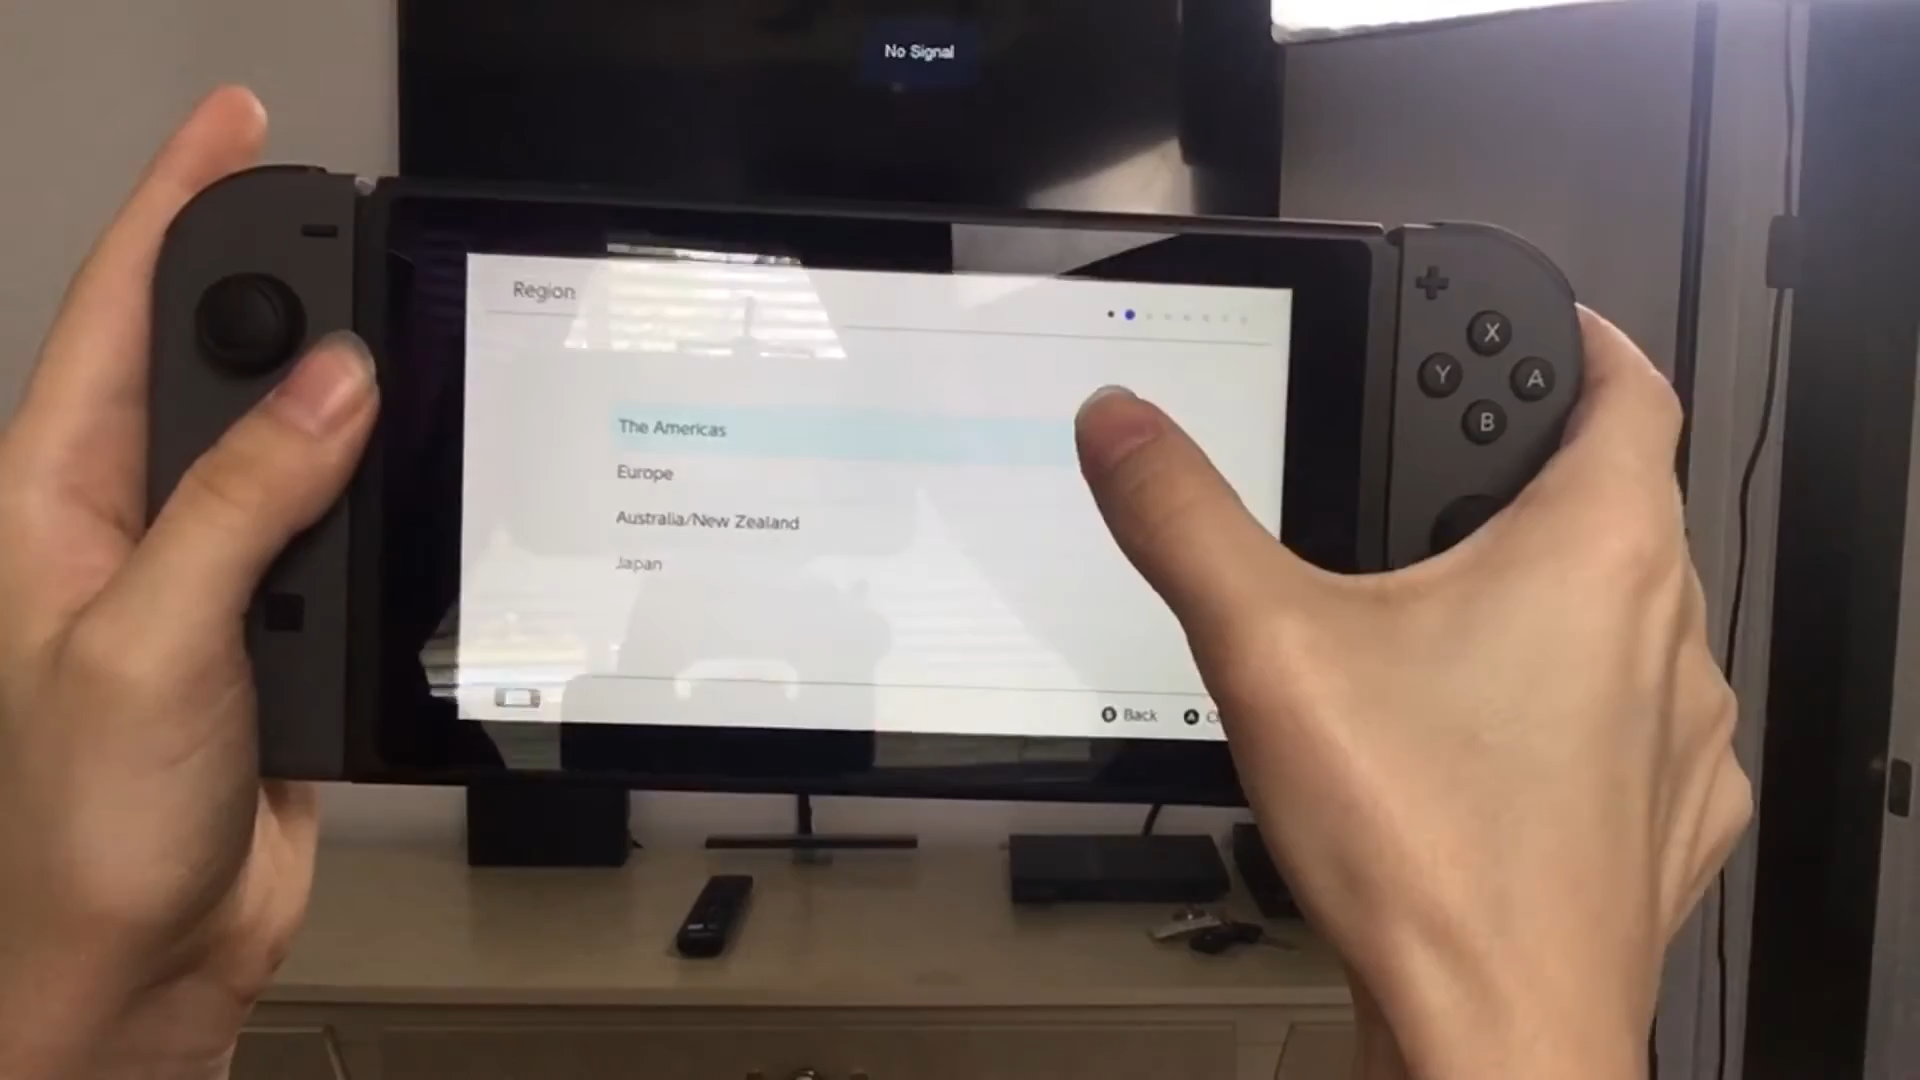 No Signal
Region
The Americas
Europe
Australia/New Zealand
Japan
B Back A
X
Y
A
B